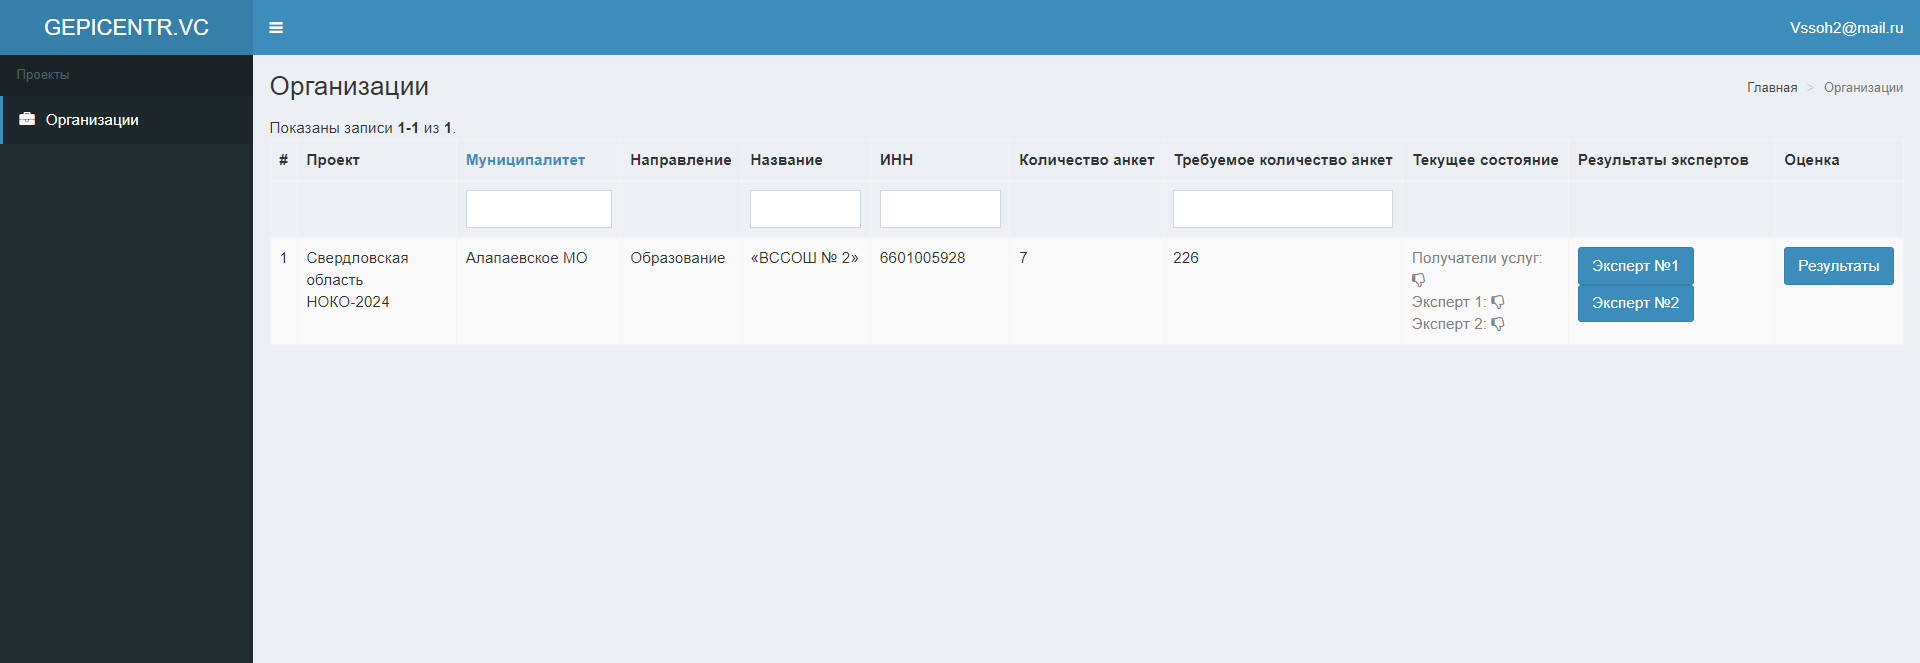 GEPICENTR.VC
Vssoh2@mail.ru
Проекты
Организации
Организации
Главная > Организации
Показаны записи 1-1 из 1.
# Проект Муниципалитет Направление Название ИНН Количество анкет Требуемое количество анкет Текущее состояние Результаты экспертов Оценка
1 Свердловская область НОКО-2024 Алапаевское МО Образование «ВССОШ № 2» 6601005928 7 226
Получатели услуг:
Эксперт 1:
Эксперт 2:
Эксперт №1
Эксперт №2
Результаты